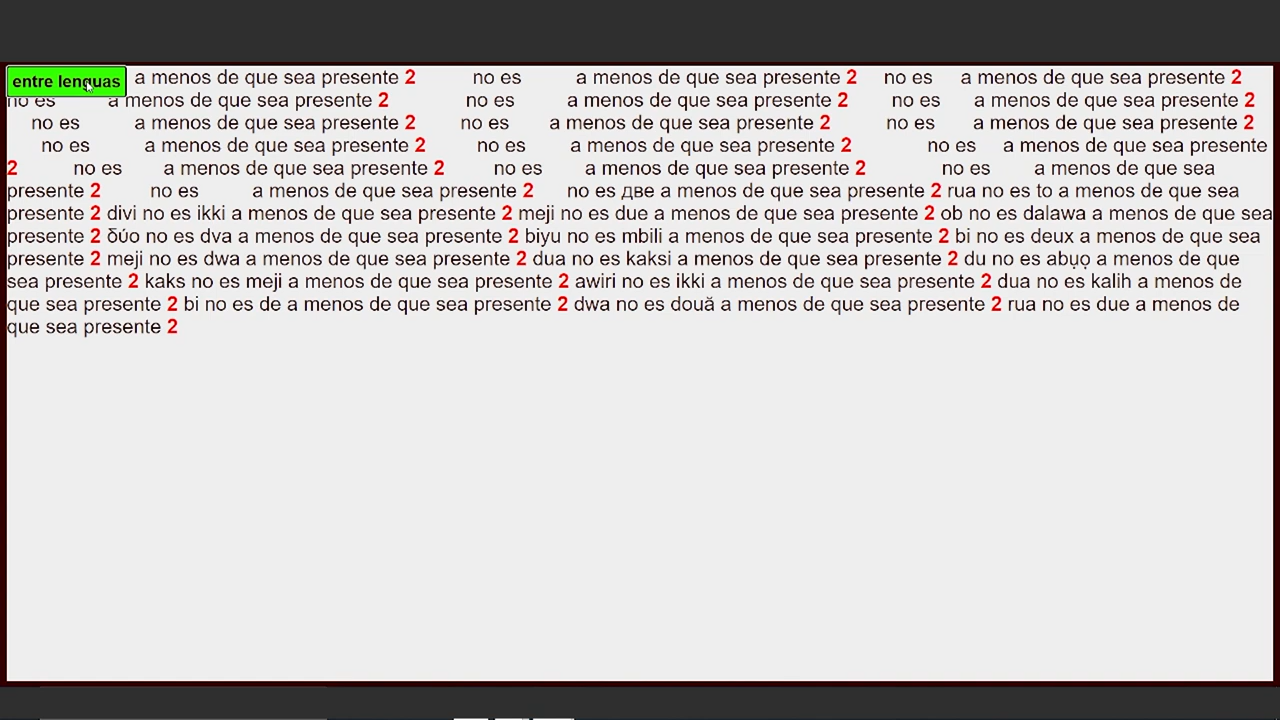 entre lenguas a menos de que sea presente 2 no es a menos de que sea presente 2 no es a menos de que sea presente 2
no es a menos de que sea presente 2 no es a menos de que sea presente 2 no es a menos de que sea presente 2
no es a menos de que sea presente 2 no es a menos de que sea presente 2 no es a menos de que sea presente 2
no es a menos de que sea presente 2 no es a menos de que sea presente 2 no es a menos de que sea presente
2 no es a menos de que sea presente 2 no es a menos de que sea presente 2 no es a menos de que sea
presente 2 no es a menos de que sea presente 2 no es две a menos de que sea presente 2 rua no es to a menos de que sea
presente 2 divi no es ikki a menos de que sea presente 2 meji no es due a menos de que sea presente 2 ob no es dalawa a menos de que sea
presente 2 δύο no es dva a menos de que sea presente 2 biyu no es mbili a menos de que sea presente 2 bi no es deux a menos de que sea
presente 2 meji no es dwa a menos de que sea presente 2 dua no es kaksi a menos de que sea presente 2 du no es abụọ a menos de que
sea presente 2 kaks no es meji a menos de que sea presente 2 awiri no es ikki a menos de que sea presente 2 dua no es kalih a menos de
que sea presente 2 bi no es de a menos de que sea presente 2 dwa no es două a menos de que sea presente 2 rua no es due a menos de
que sea presente 2